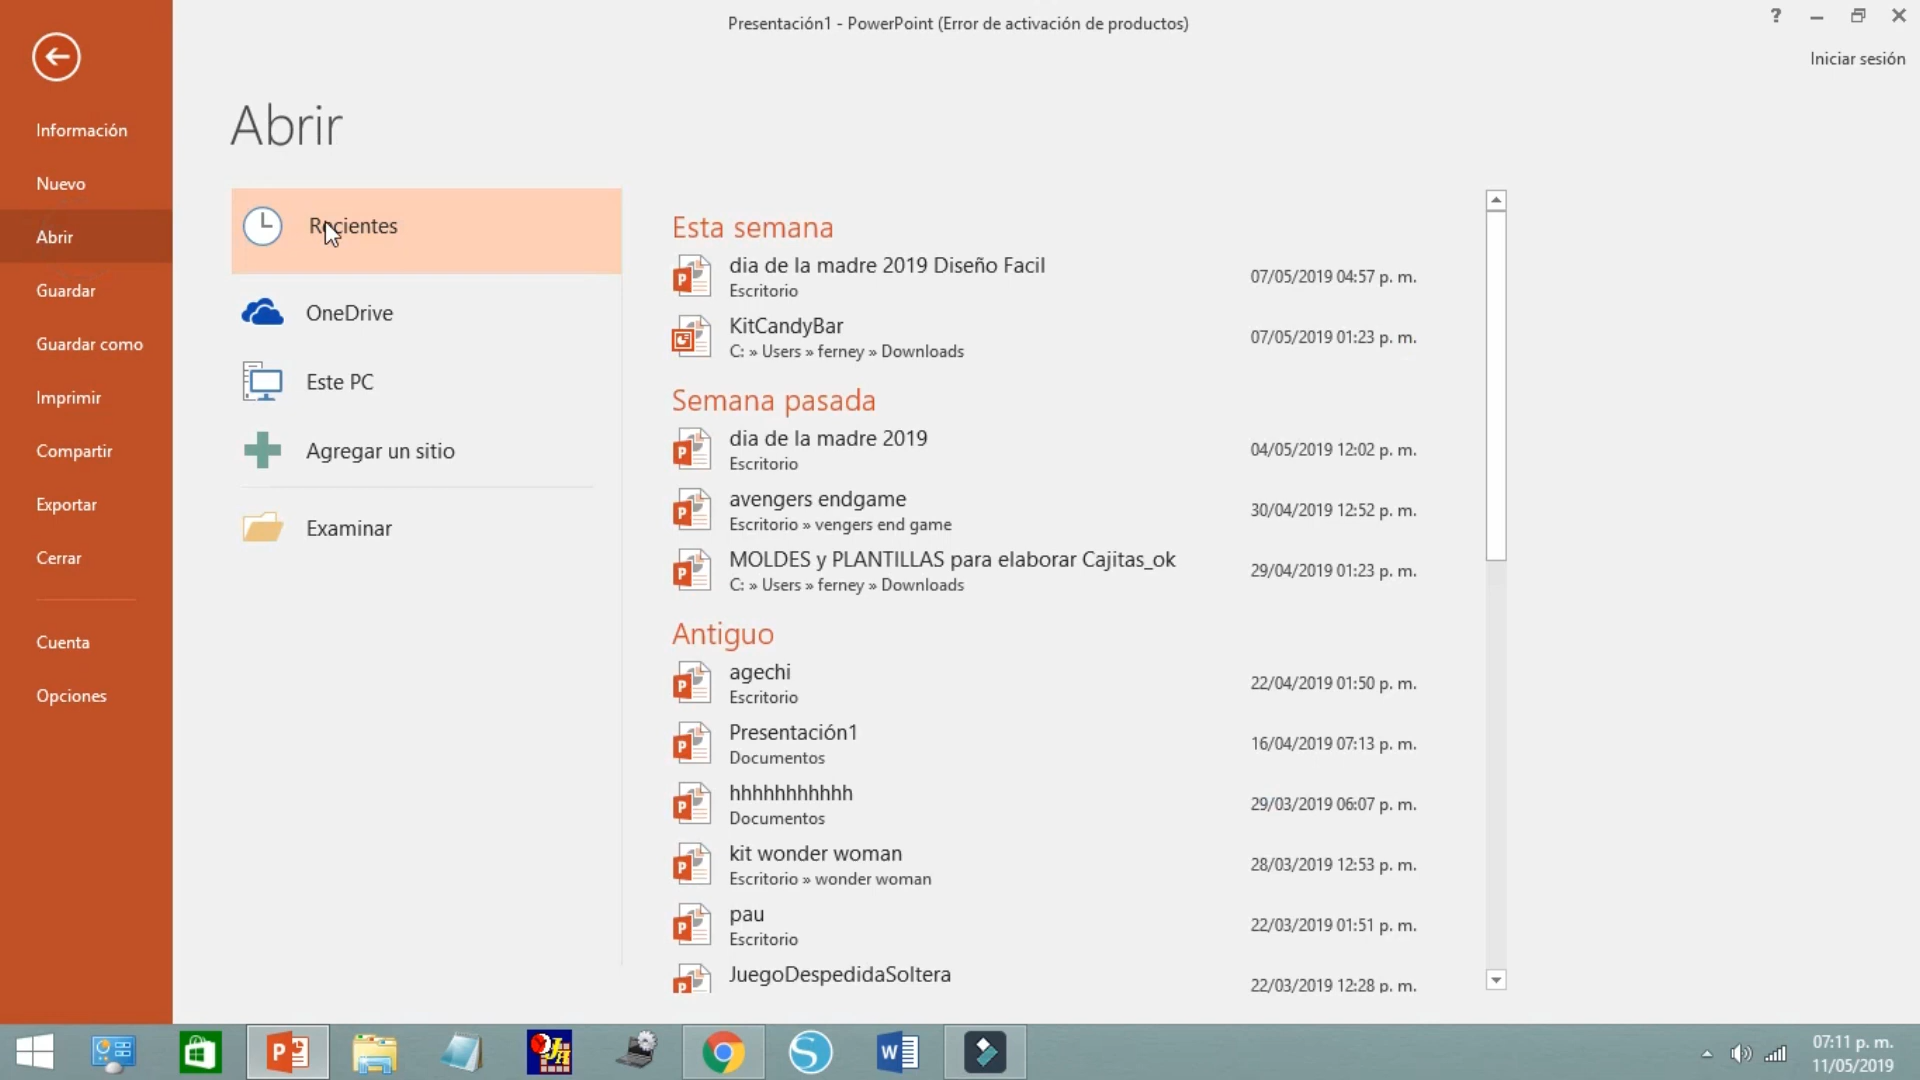 Presentación1 - PowerPoint (Error de activación de productos)
?
Iniciar sesión
Información
Nuevo
Abrir
Guardar
Guardar como
Imprimir
Compartir
Exportar
Cerrar
Cuenta
Opciones
Abrir
Recientes
OneDrive
Este PC
Agregar un sitio
Examinar
Esta semana
dia de la madre 2019 Diseño Facil 07/05/2019 04:57 p. m.
Escritorio
KitCandyBar 07/05/2019 01:23 p. m.
C: » Users » ferney » Downloads
Semana pasada
dia de la madre 2019 04/05/2019 12:02 p. m.
Escritorio
avengers endgame 30/04/2019 12:52 p. m.
Escritorio » vengers end game
MOLDES y PLANTILLAS para elaborar Cajitas_ok 29/04/2019 01:23 p. m.
C: » Users » ferney » Downloads
Antiguo
agechi 22/04/2019 01:50 p. m.
Escritorio
Presentación1 16/04/2019 07:13 p. m.
Documentos
hhhhhhhhhhh 29/03/2019 06:07 p. m.
Documentos
kit wonder woman 28/03/2019 12:53 p. m.
Escritorio » wonder woman
pau 22/03/2019 01:51 p. m.
Escritorio
JuegoDespedidaSoltera 22/03/2019 12:28 p. m.
07:11 p. m.
11/05/2019